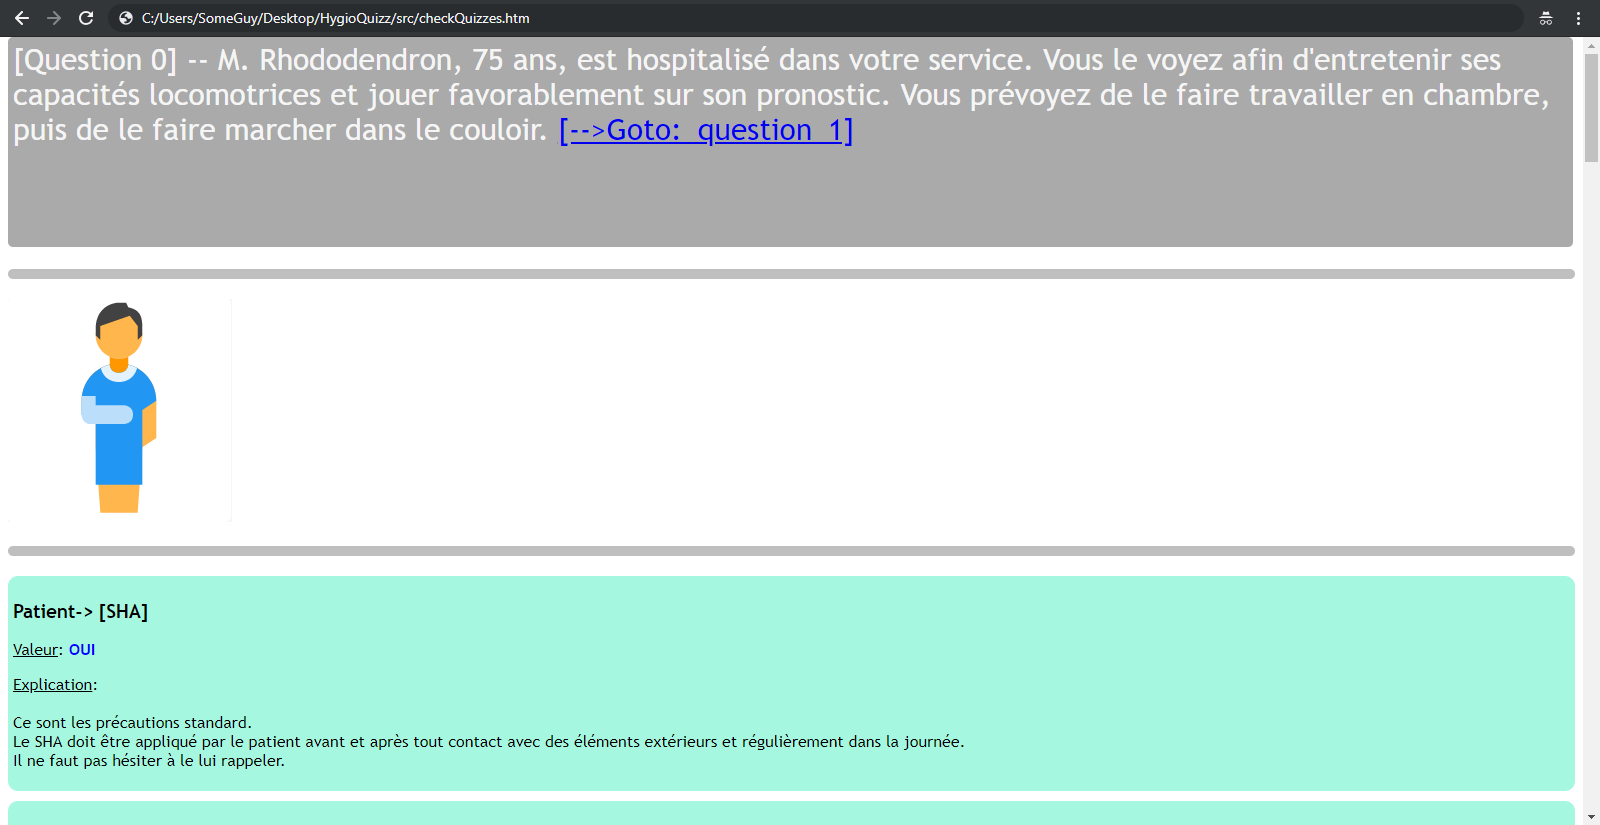 C:/Users/SomeGuy/Desktop/HygioQuizz/src/checkQuizzes.htm
[Question 0] -- M. Rhododendron, 75 ans, est hospitalisé dans votre service. Vous le voyez afin d'entretenir ses
capacités locomotrices et jouer favorablement sur son pronostic. Vous prévoyez de le faire travailler en chambre,
puis de le faire marcher dans le couloir. [-->Goto:_question_1]
Patient-> [SHA]
Valeur: OUI
Explication:
Ce sont les précautions standard.
Le SHA doit être appliqué par le patient avant et après tout contact avec des éléments extérieurs et régulièrement dans la journée.
Il ne faut pas hésiter à le lui rappeler.